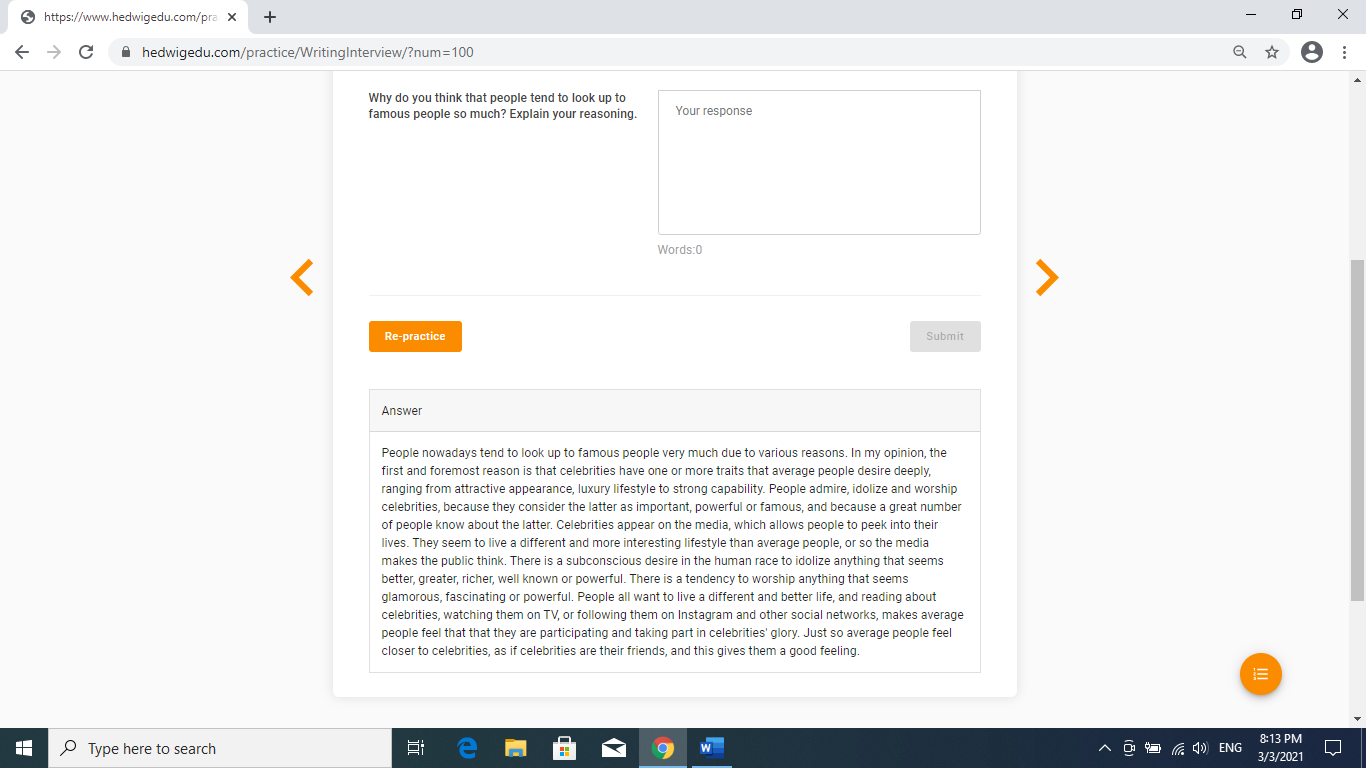 https://www.hedwigedu.com/pra
hedwigedu.com/practice/WritingInterview/?num=100
Why do you think that people tend to look up to
famous people so much? Explain your reasoning.
Your response
Words:0
Re-practice
Submit
Answer
People nowadays tend to look up to famous people very much due to various reasons. In my opinion, the
first and foremost reason is that celebrities have one or more traits that average people desire deeply,
ranging from attractive appearance, luxury lifestyle to strong capability. People admire, idolize and worship
celebrities, because they consider the latter as important, powerful or famous, and because a great number
of people know about the latter. Celebrities appear on the media, which allows people to peek into their
lives. They seem to live a different and more interesting lifestyle than average people, or so the media
makes the public think. There is a subconscious desire in the human race to idolize anything that seems
better, greater, richer, well known or powerful. There is a tendency to worship anything that seems
glamorous, fascinating or powerful. People all want to live a different and better life, and reading about
celebrities, watching them on TV, or following them on Instagram and other social networks, makes average
people feel that that they are participating and taking part in celebrities' glory. Just so average people feel
closer to celebrities, as if celebrities are their friends, and this gives them a good feeling.
Type here to search
ENG
8:13 PM
3/3/2021